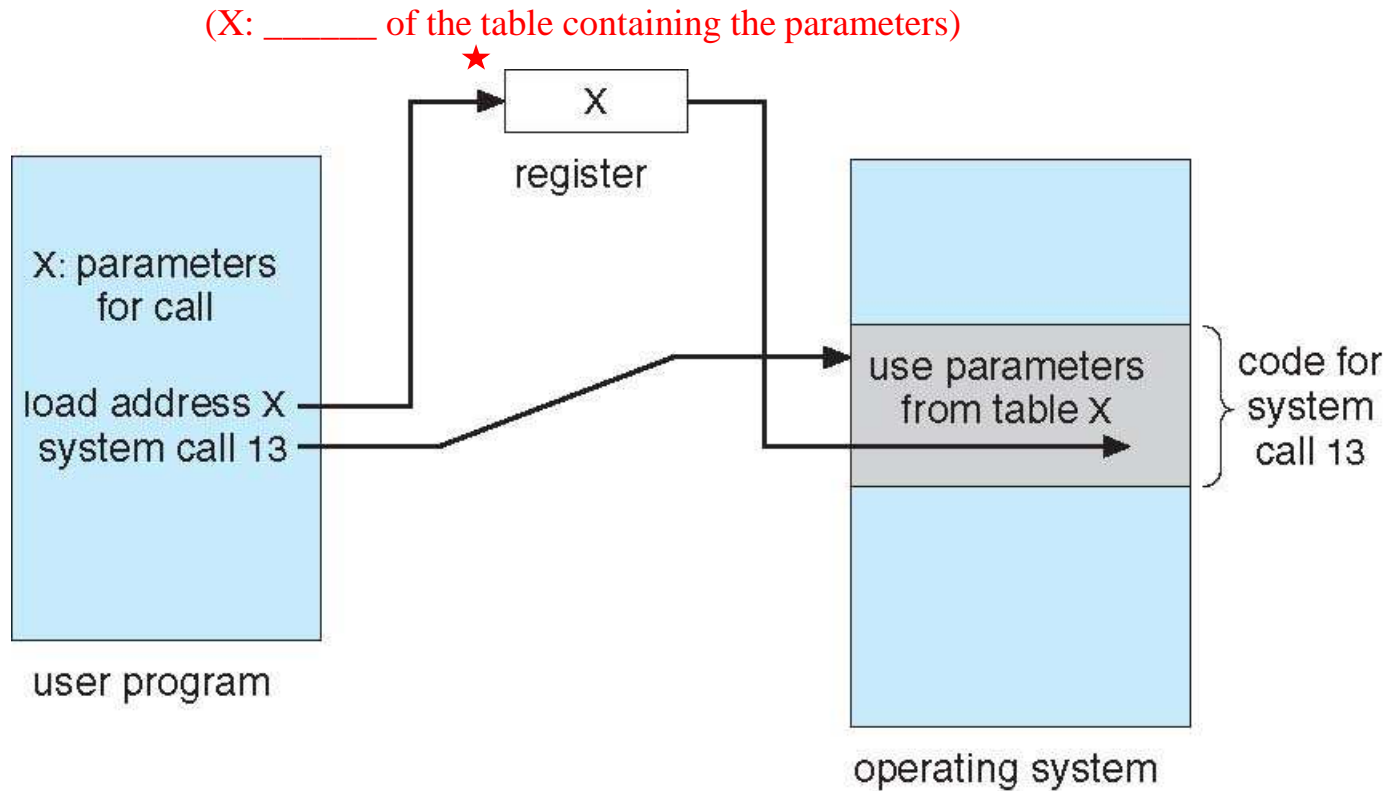 (X: ______ of the table containing the parameters)
X
register
X: parameters
for call
load address X
system call 13
user program
use parameters
from table X
code for
system
call 13
operating system